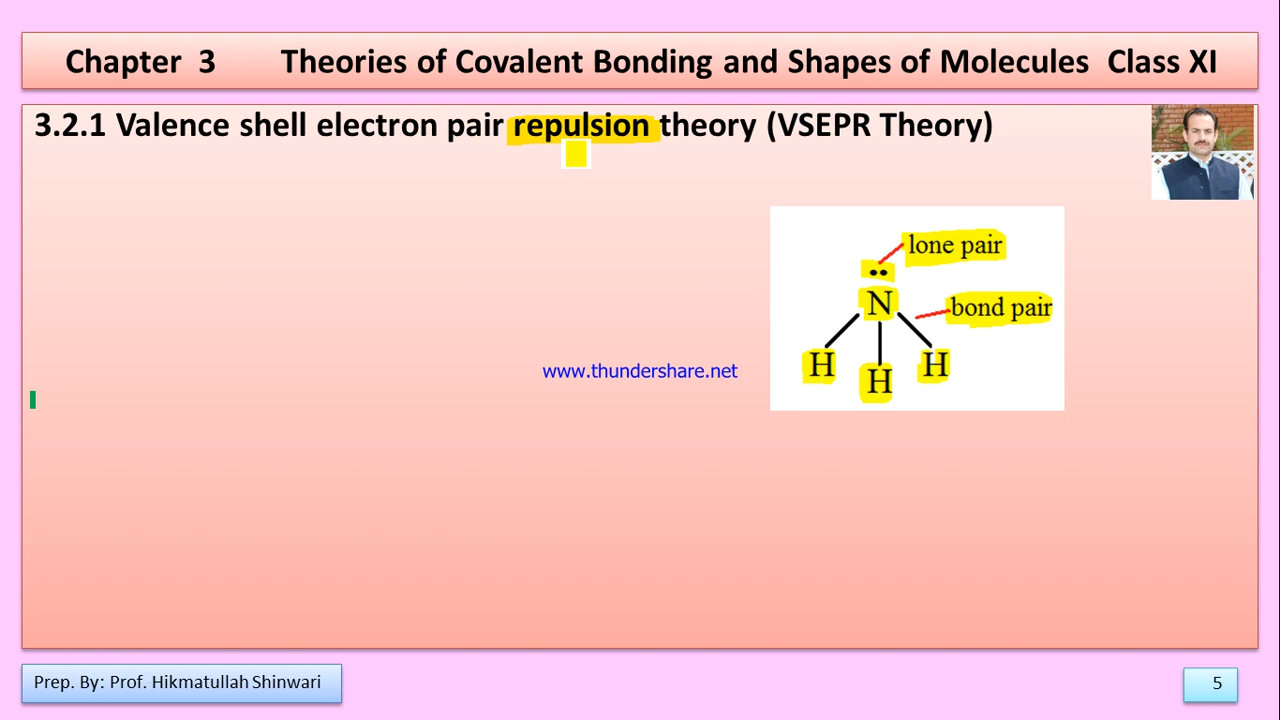 Chapter 3 Theories of Covalent Bonding and Shapes of Molecules Class XI
3.2.1 Valence shell electron pair repulsion theory (VSEPR Theory)
lone pair
N
bond pair
H
H
H
www.thundershare.net
Prep. By: Prof. Hikmatullah Shinwari
5